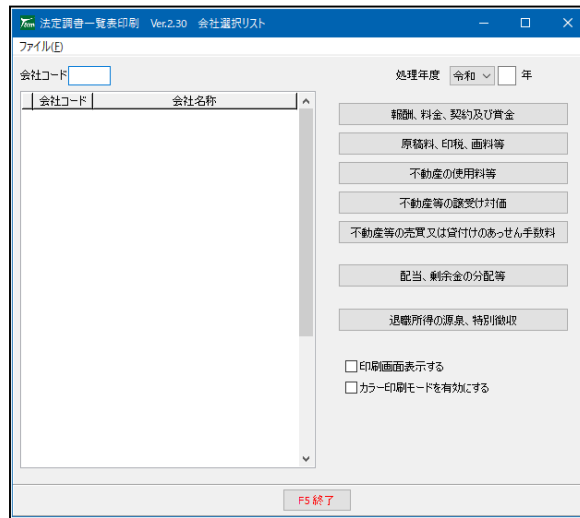 法定調書一覧表印刷 Ver.2.30 会社選択リスト
ファイル(F)
会社コード
処理年度 令和 年
会社コード 会社名称
報酬、料金、契約及び賞金
原稿料、印税、画料等
不動産の使用料等
不動産等の譲受け対価
不動産等の売買又は貸付けのあっせん手数料
配当、剰余金の分配等
退職所得の源泉、特別徴収
印刷画面表示する
カラー印刷モードを有効にする
F5 終了